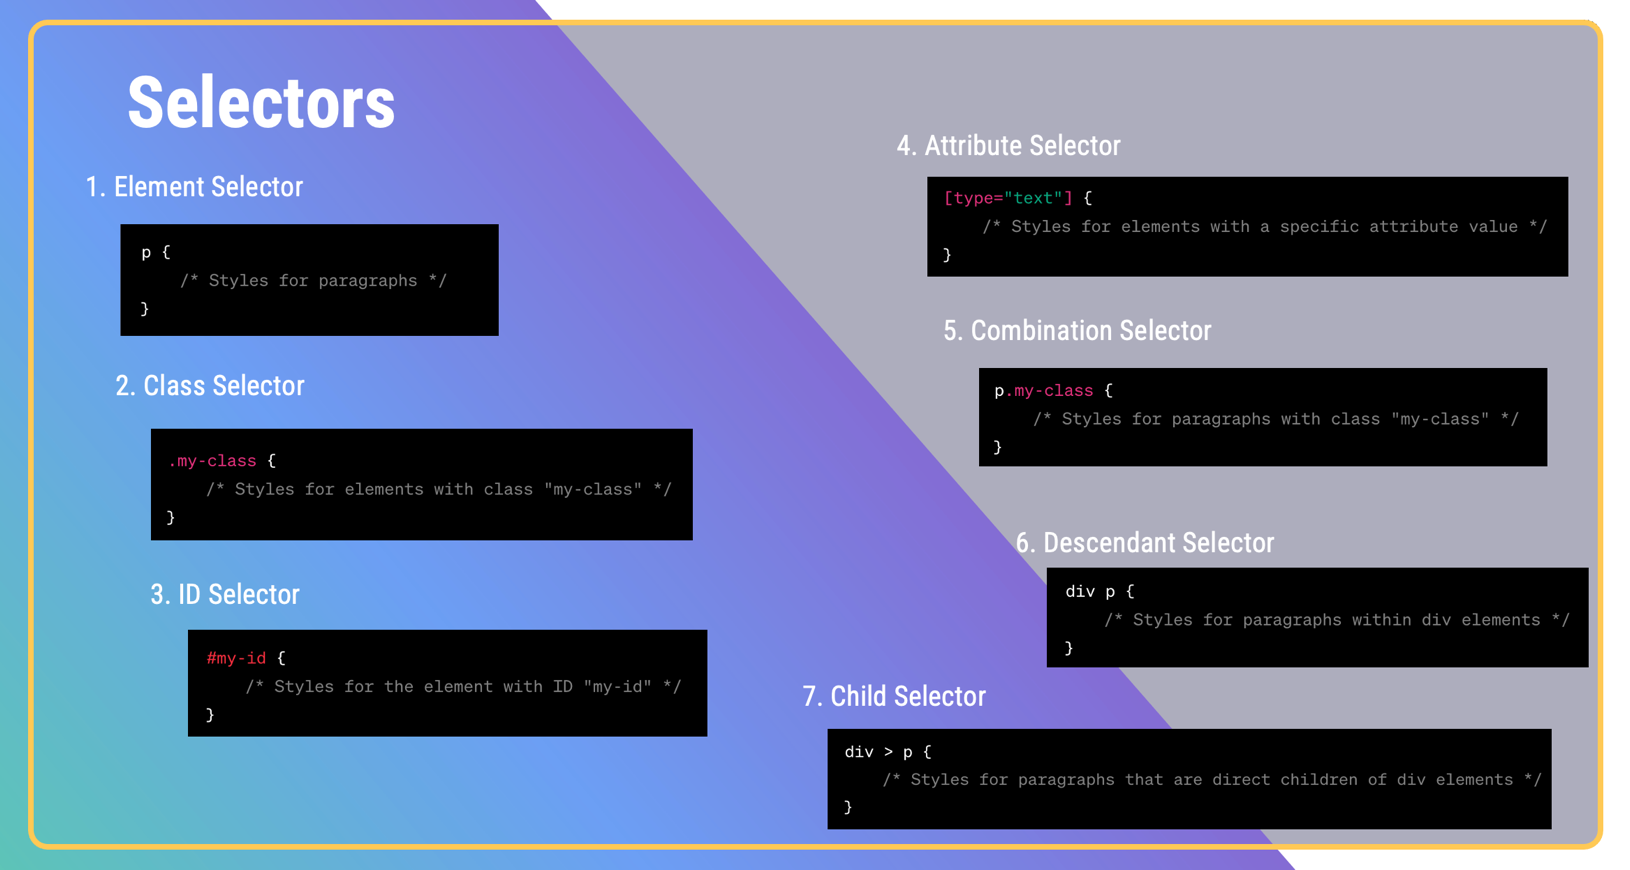 Selectors
1. Element Selector
p {
/* Styles for paragraphs */
}
2. Class Selector
.my-class {
/* Styles for elements with class "my-class" */
}
3. ID Selector
#my-id {
/* Styles for the element with ID "my-id" */
}
4. Attribute Selector
[type="text"] {
/* Styles for elements with a specific attribute value */
}
5. Combination Selector
p.my-class {
/* Styles for paragraphs with class "my-class" */
}
6. Descendant Selector
div p {
/* Styles for paragraphs within div elements */
}
7. Child Selector
div > p {
/* Styles for paragraphs that are direct children of div elements */
}